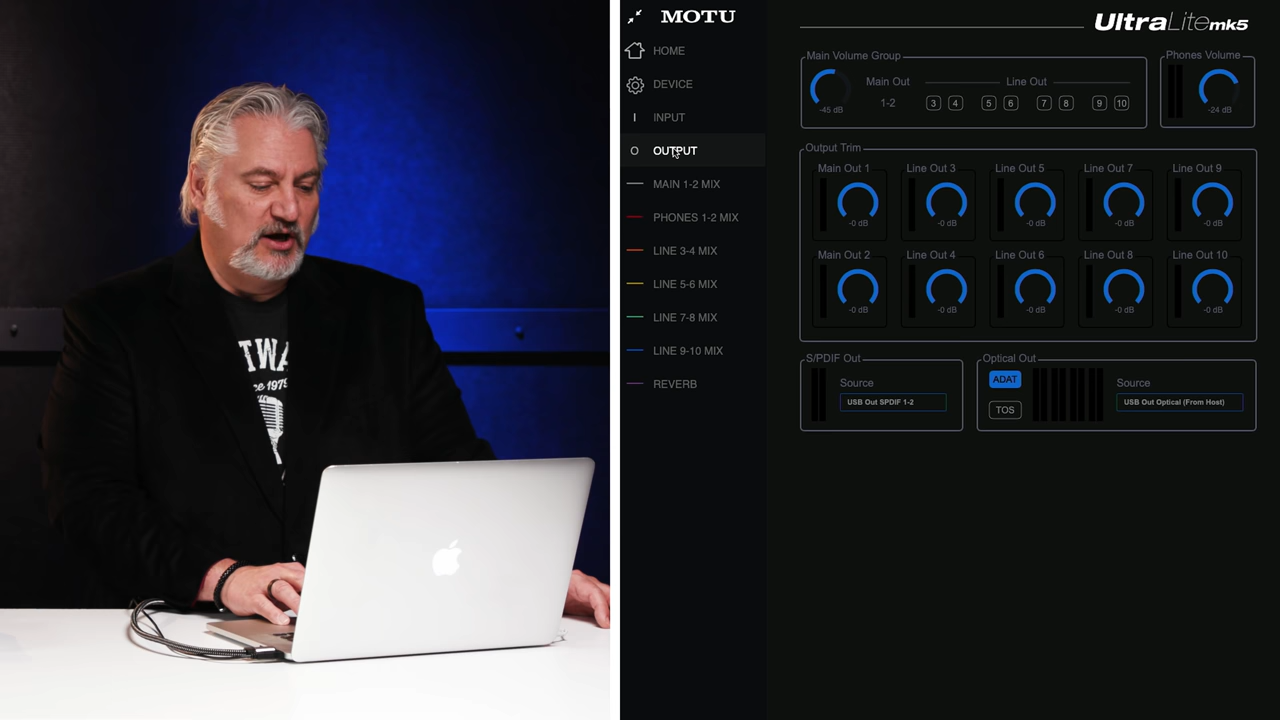 TWA
ce 1979
MOTU
HOME
DEVICE
I INPUT
O OUTPUT
MAIN 1-2 MIX
PHONES 1-2 MIX
LINE 3-4 MIX
LINE 5-6 MIX
LINE 7-8 MIX
LINE 9-10 MIX
REVERB
UltraLitemk5
Main Volume Group
Main Out
Line Out
1-2
3 4 5 6 7 8 9 10
-45 dB
Phones Volume
-24 dB
Output Trim
Main Out 1 Line Out 3 Line Out 5 Line Out 7 Line Out 9
-0 dB -0 dB -0 dB -0 dB -0 dB
Main Out 2 Line Out 4 Line Out 6 Line Out 8 Line Out 10
-0 dB -0 dB -0 dB -0 dB -0 dB
S/PDIF Out
Source
USB Out SPDIF 1-2
Optical Out
ADAT
TOS
Source
USB Out Optical (From Host)